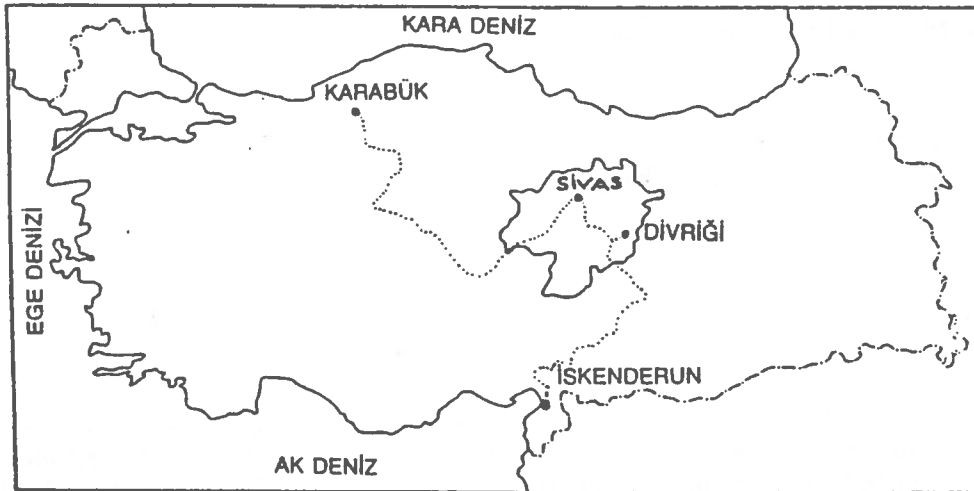 KARA DENİZ
KARABÜK
SİVAS
DİVRİĞİ
EGE DENİZİ
İSKENDERUN
AK DENİZ